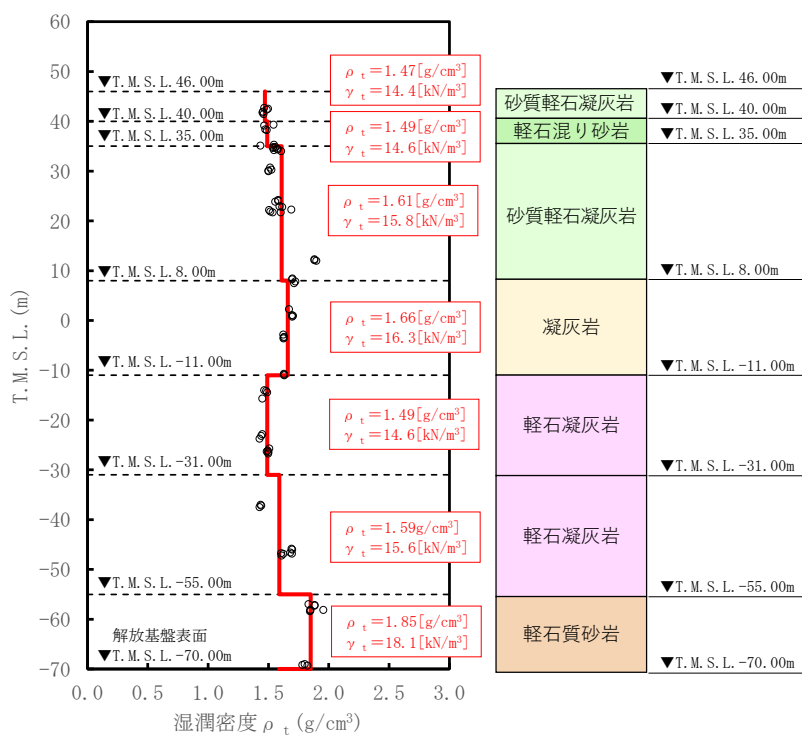 60
50
40
30
20
10
0
-10
-20
-30
-40
-50
-60
-70
T.M.S.L.(m)
▼T.M.S.L.46.00m
▼T.M.S.L.40.00m
▼T.M.S.L.35.00m
▼T.M.S.L.8.00m
▼T.M.S.L.-11.00m
▼T.M.S.L.-31.00m
▼T.M.S.L.-55.00m
解放基盤表面
▼T.M.S.L.-70.00m
0.0 0.5 1.0 1.5 2.0 2.5 3.0
湿潤密度ρt(g/cm³)
ρt=1.47[g/cm³]
γt=14.4[kN/m³]
ρt=1.49[g/cm³]
γt=14.6[kN/m³]
ρt=1.61[g/cm³]
γt=15.8[kN/m³]
ρt=1.66[g/cm³]
γt=16.3[kN/m³]
ρt=1.49[g/cm³]
γt=14.6[kN/m³]
ρt=1.59g/cm³]
γt=15.6[kN/m³]
ρt=1.85[g/cm³]
γt=18.1[kN/m³]
砂質軽石凝灰岩
軽石混り砂岩
砂質軽石凝灰岩
凝灰岩
軽石凝灰岩
軽石凝灰岩
軽石質砂岩
▼T.M.S.L.46.00m
▼T.M.S.L.40.00m
▼T.M.S.L.35.00m
▼T.M.S.L.8.00m
▼T.M.S.L.-11.00m
▼T.M.S.L.-31.00m
▼T.M.S.L.-55.00m
▼T.M.S.L.-70.00m